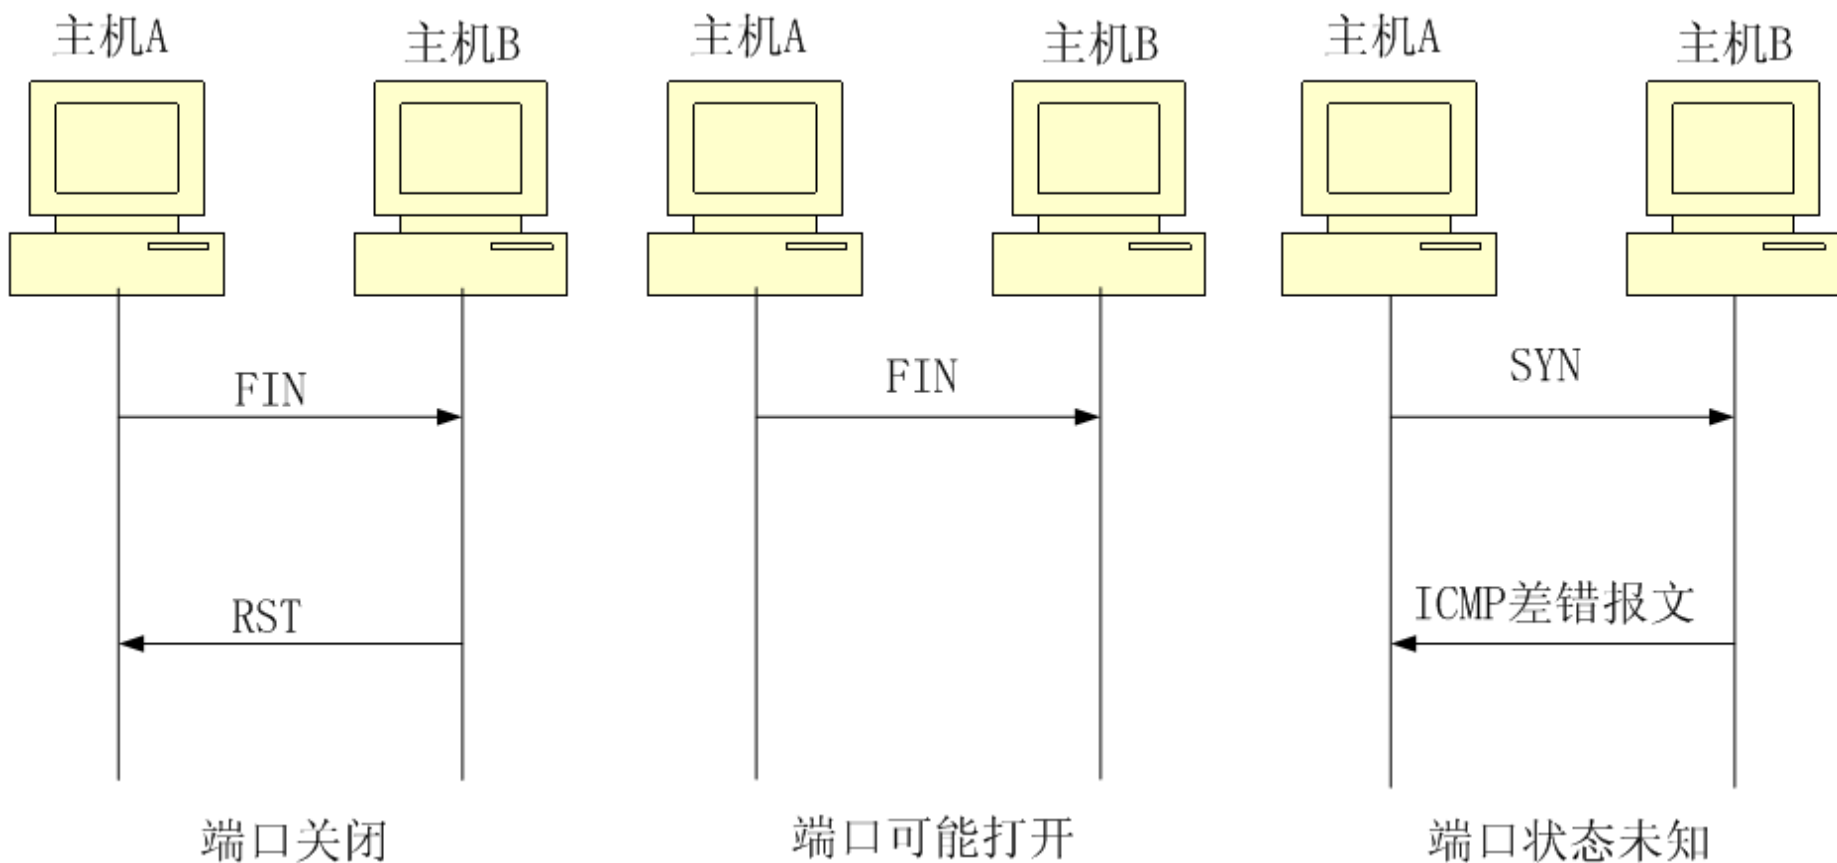 主机A
主机B
主机A
主机B
主机A
主机B
FIN
FIN
SYN
RST
ICMP差错报文
端口关闭
端口可能打开
端口状态未知